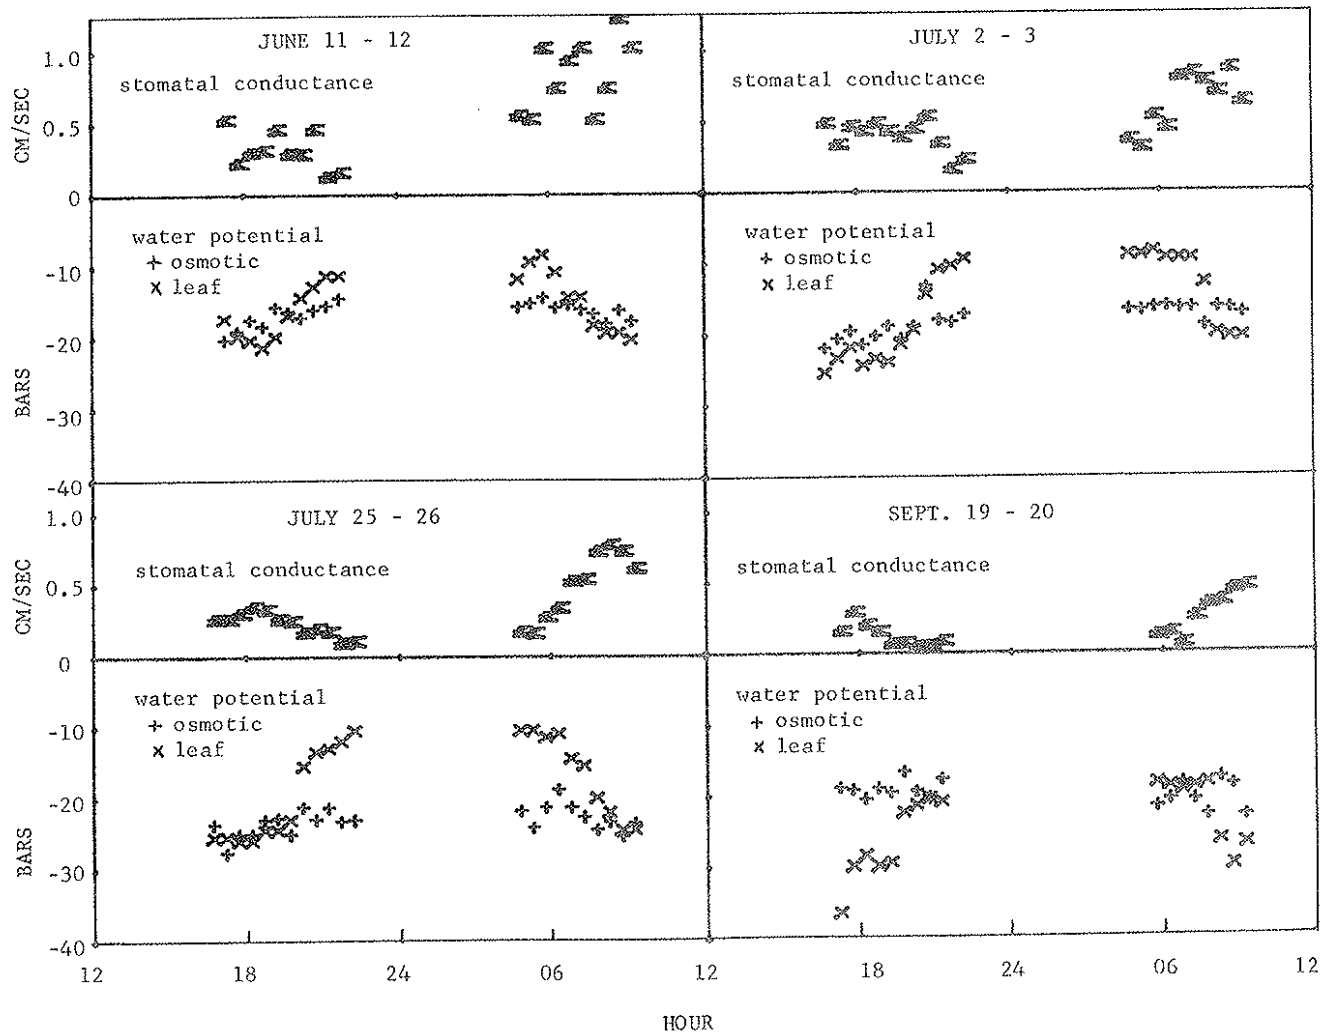 JUNE 11 - 12
stomatal conductance
CM/SEC
1.0
0.5
0
water potential
+ osmotic
x leaf
BARS
-10
-20
-30
-40
JULY 2 - 3
stomatal conductance
water potential
+ osmotic
x leaf
JULY 25 - 26
stomatal conductance
CM/SEC
1.0
0.5
0
water potential
+ osmotic
x leaf
BARS
-10
-20
-30
-40
SEPT. 19 - 20
stomatal conductance
water potential
+ osmotic
x leaf
12 18 24 06 12 18 24 06 12
HOUR